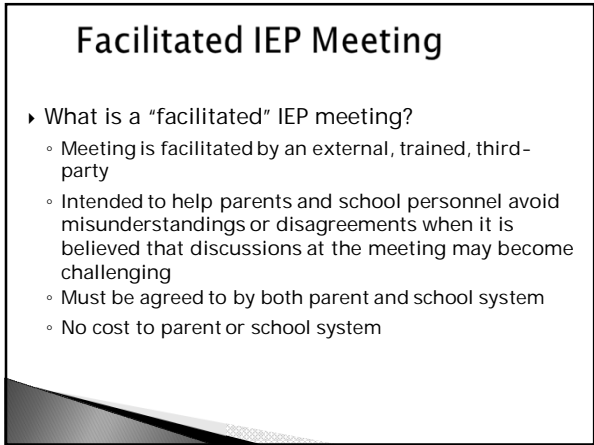 Facilitated IEP Meeting
What is a "facilitated" IEP meeting?
Meeting is facilitated by an external, trained, third-
party
Intended to help parents and school personnel avoid
misunderstandings or disagreements when it is
believed that discussions at the meeting may become
challenging
Must be agreed to by both parent and school system
No cost to parent or school system